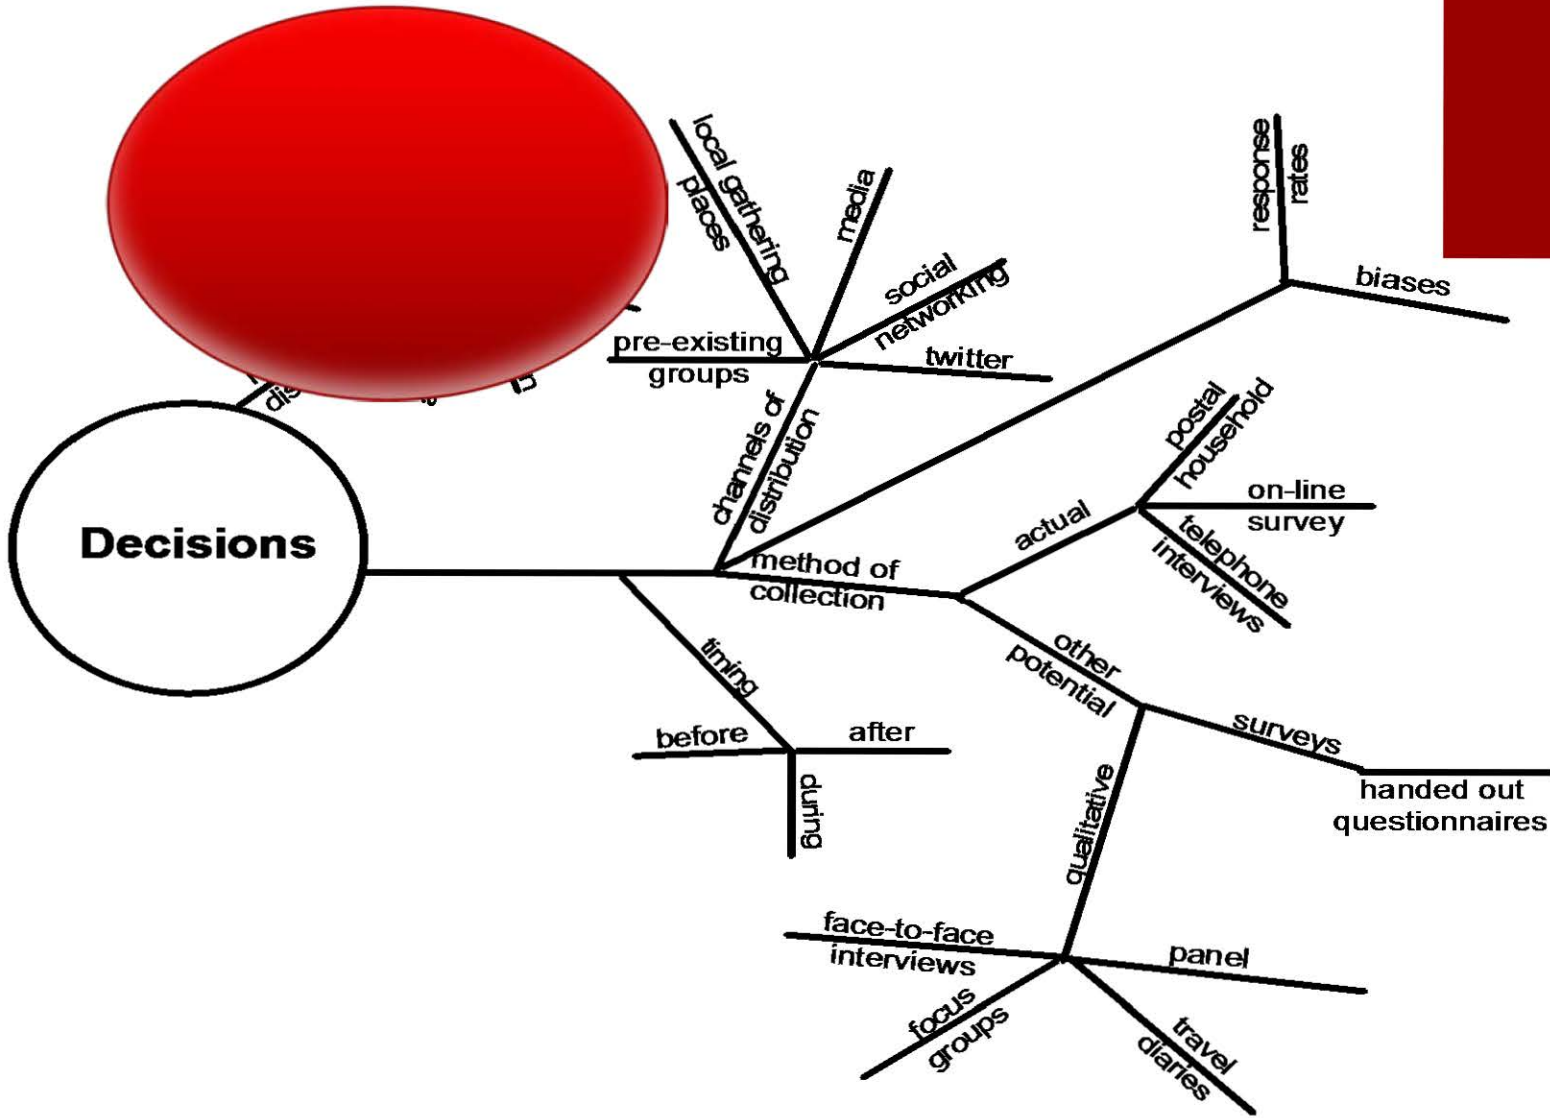 local gathering
places
media
social
networking
pre-existing
groups
twitter
channels of
distribution
response
rates
biases
postal
household
on-line
survey
telephone
interviews
actual
Decisions
method of
collection
other
potential
timing
before
after
during
surveys
handed out
questionnaires
qualitative
face-to-face
interviews
focus
groups
panel
travel
diaries